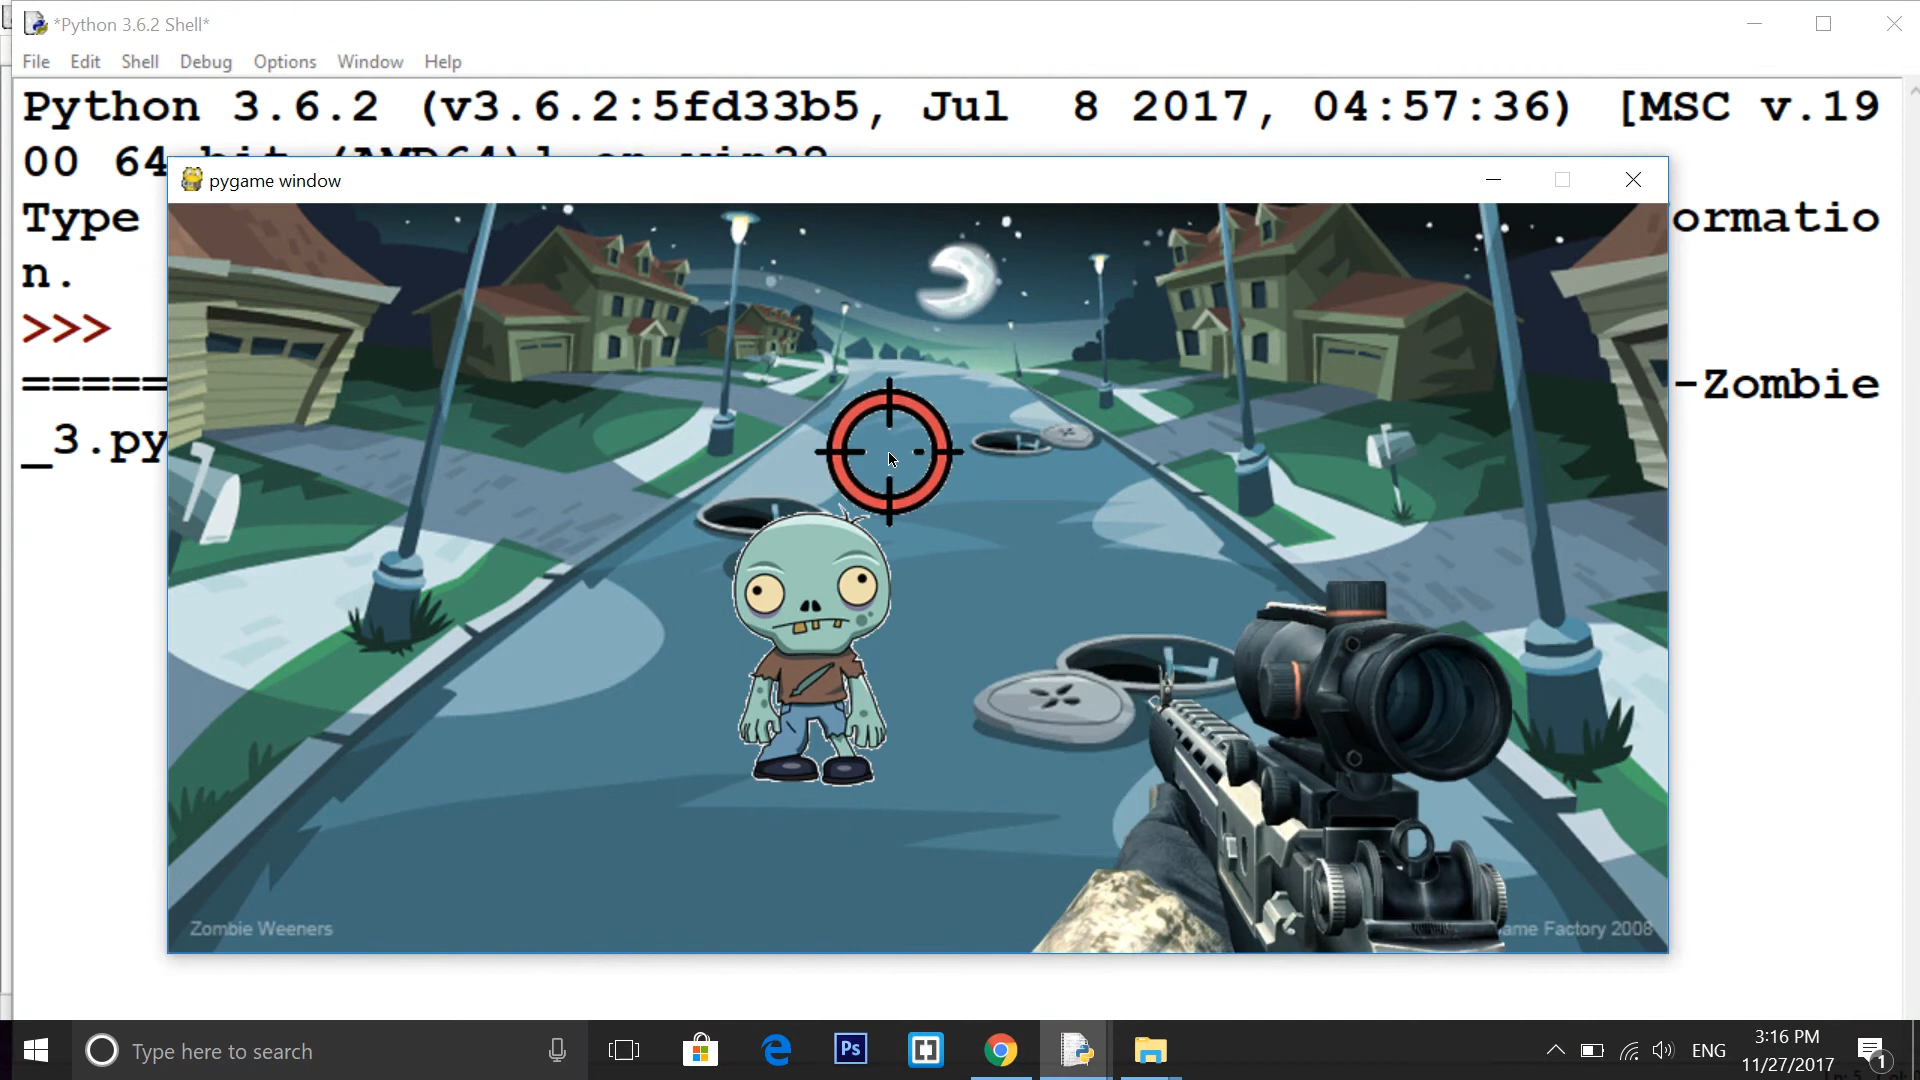 *Python 3.6.2 Shell*
File Edit Shell Debug Options Window Help
Python 3.6.2 (v3.6.2:5fd33b5, Jul 8 2017, 04:57:36) [MSC v.19
00 64
pygame window
Type ormatio
n.
>>>
====== -Zombie
_3.py
Zombie Weeners ame Factory 2008
Type here to search
Ps
ENG
3:16 PM
11/27/2017
1